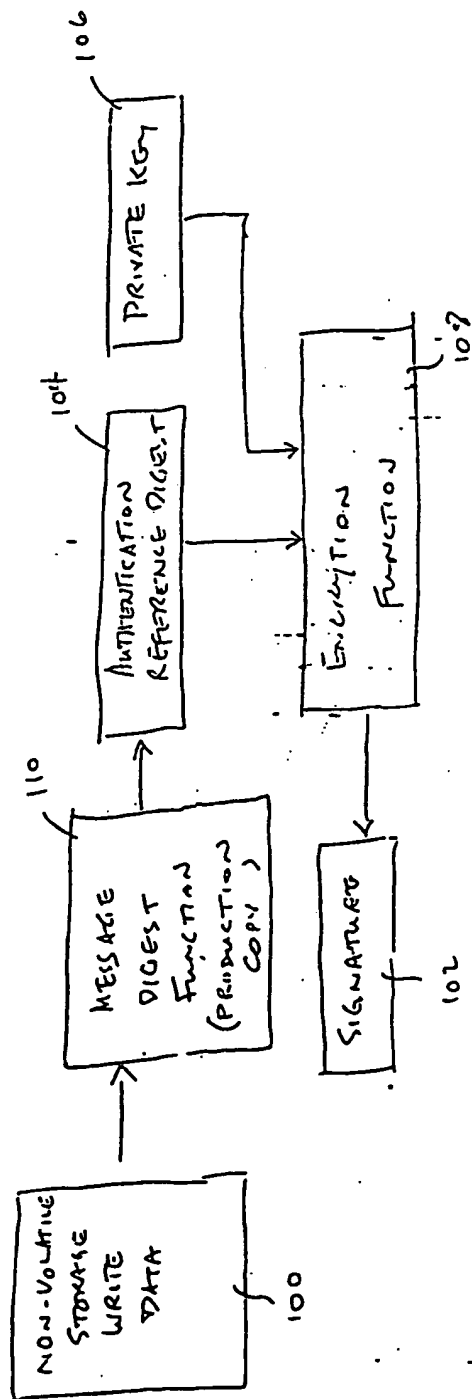 NON-VOLATILE
STORAGE
WRITE
DATA
100
MESSAGE
DIGEST
FUNCTION
(PRODUCTION
COPY)
110
AUTHENTICATION
REFERENCE DIGEST
104
PRIVATE KEY
106
ENCRYPTION
FUNCTION
108
SIGNATURE
102